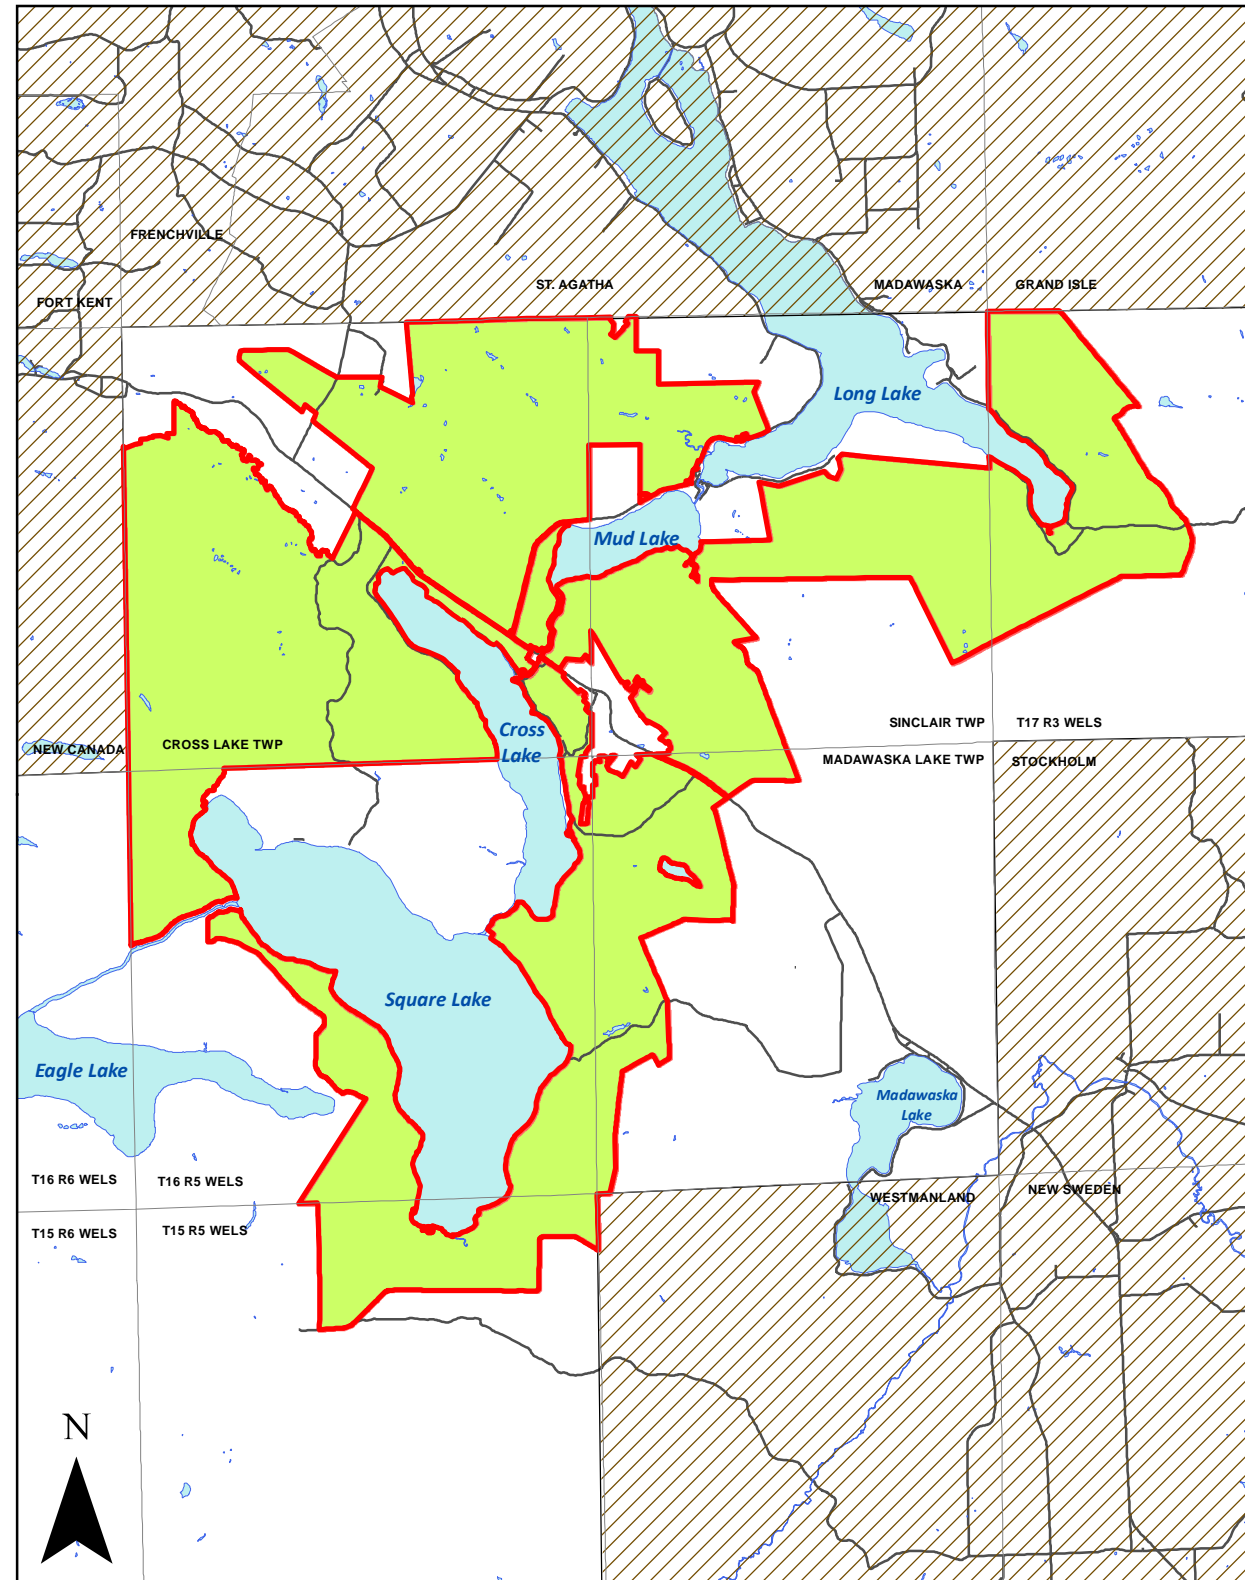 FRENCHVILLE
ST. AGATHA
MADAWASKA
GRAND ISLE
FORT KENT
Long Lake
Mud Lake
SINCLAIR TWP
T17 R3 WELS
Cross
Lake
NEW CANADA
CROSS LAKE TWP
MADAWASKA LAKE TWP
STOCKHOLM
Square Lake
Eagle Lake
Madawaska
Lake
T16 R6 WELS
T16 R5 WELS
WESTMANLAND
NEW SWEDEN
T15 R6 WELS
T15 R5 WELS
N